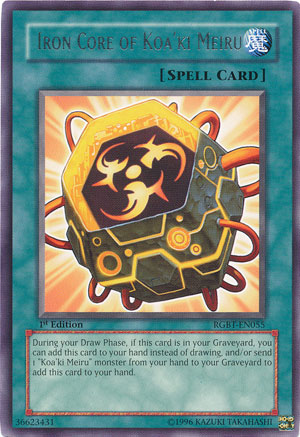 IRON CORE OF KOA'KI MEIRU
SPELL
魔
[SPELL CARD]
1st Edition
RGBT-EN055
During your Draw Phase, if this card is in your Graveyard, you
can add this card to your hand instead of drawing, and/or send
1 "Koa'ki Meiru" monster from your hand to your Graveyard to
add this card to your hand.
36623431
©1996 KAZUKI TAKAHASHI